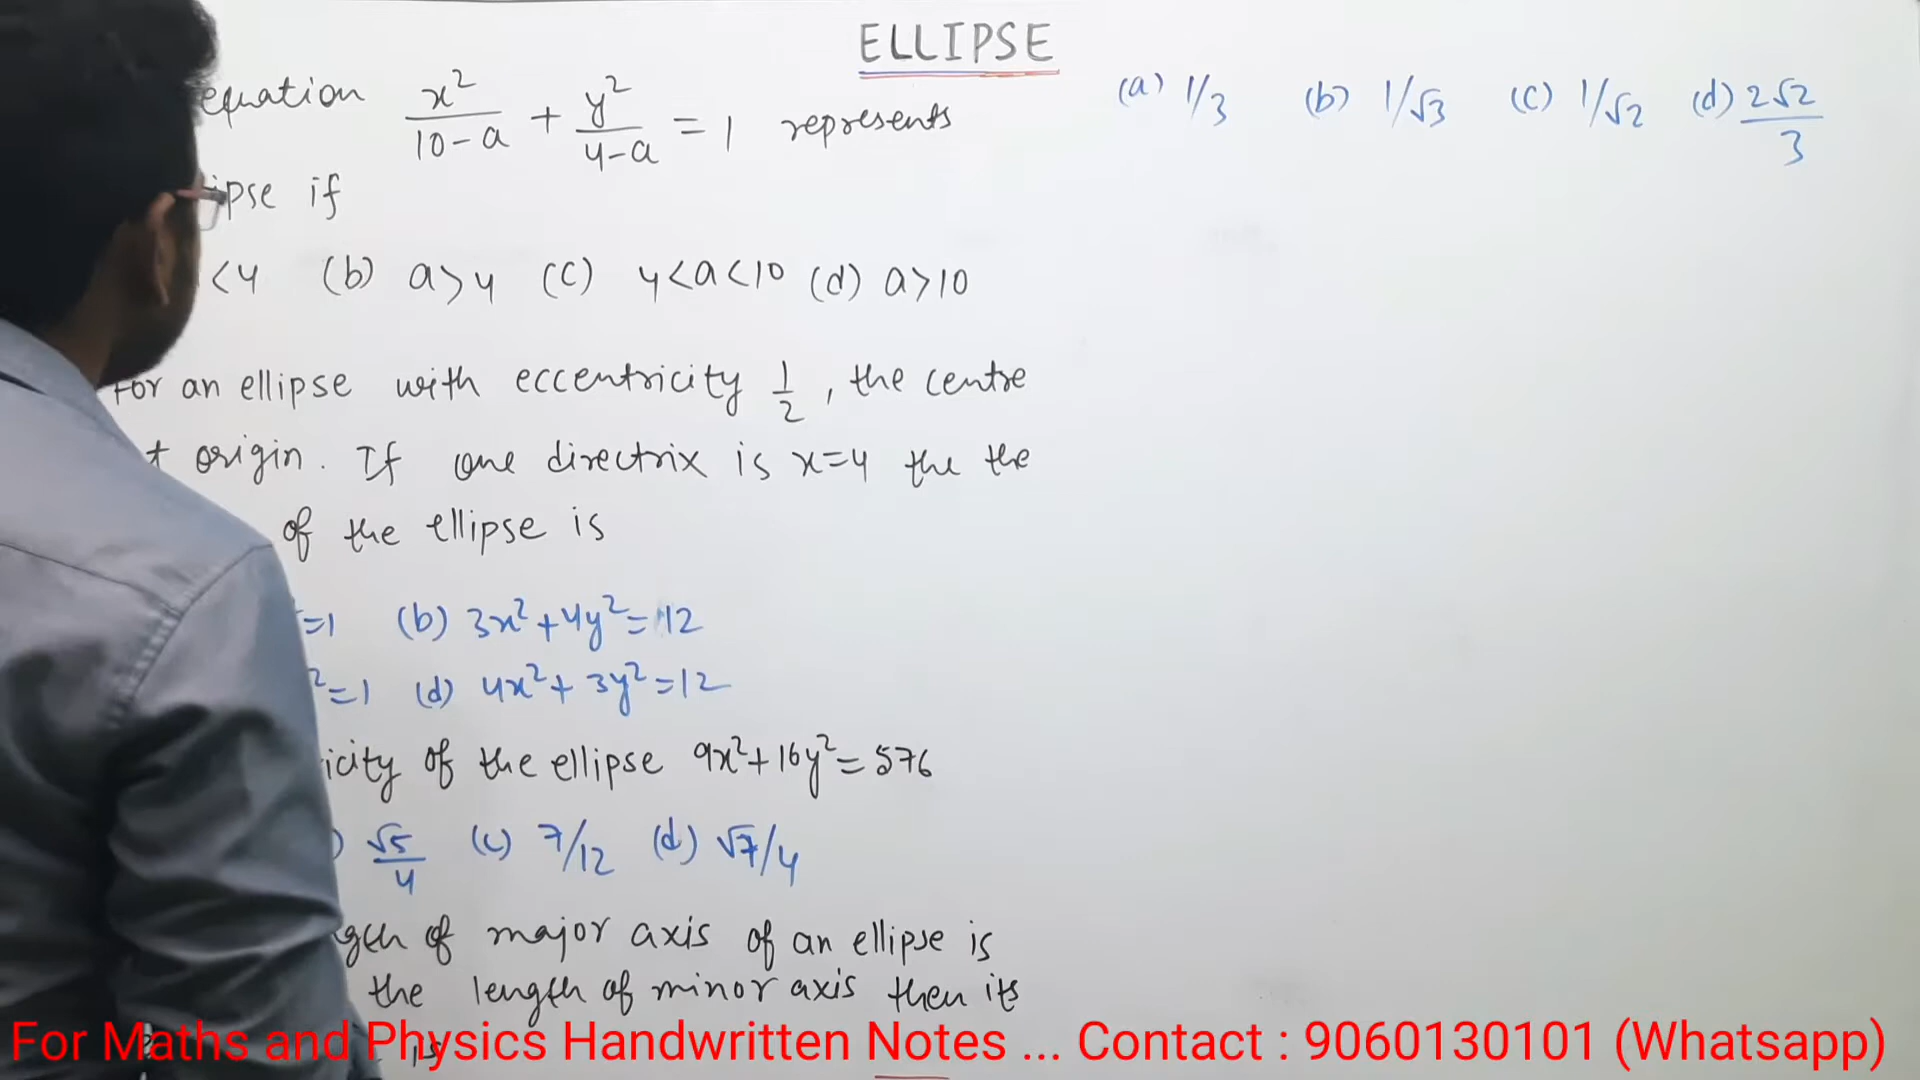 ELLIPSE
equation x²/10-a + y²/4-a = 1 represents
ipse if
<4 (b) a>4 (c) 4<a<10 (d) a>10
For an ellipse with eccentricity 1/2, the centre
t origin. If one directrix is x=4 the the
of the ellipse is
=1 (b) 3x²+4y²=12
²=1 (d) 4x²+3y²=12
icity of the ellipse 9x²+16y²=576
) √5/4 (c) 7/12 (d) √7/4
gth of major axis of an ellipse is
the length of minor axis then its
is
(a) 1/3 (b) 1/√3 (c) 1/√2 (d) 2√2/3
For Maths and Physics Handwritten Notes ... Contact : 9060130101 (Whatsapp)